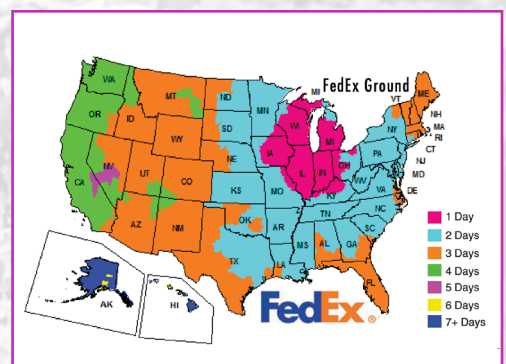 FedEx Ground
WA
OR
CA
NV
ID
MT
WY
UT
CO
AZ
NM
ND
SD
NE
KS
OK
TX
MN
IA
MO
AR
LA
WI
IL
MI
MI
IN
OH
KY
TN
MS
AL
GA
FL
SC
NC
VA
WV
PA
NY
VT
ME
NH
MA
RI
CT
NJ
MD
DE
AK
HI
1 Day
2 Days
3 Days
4 Days
5 Days
6 Days
7+ Days
FedEx®